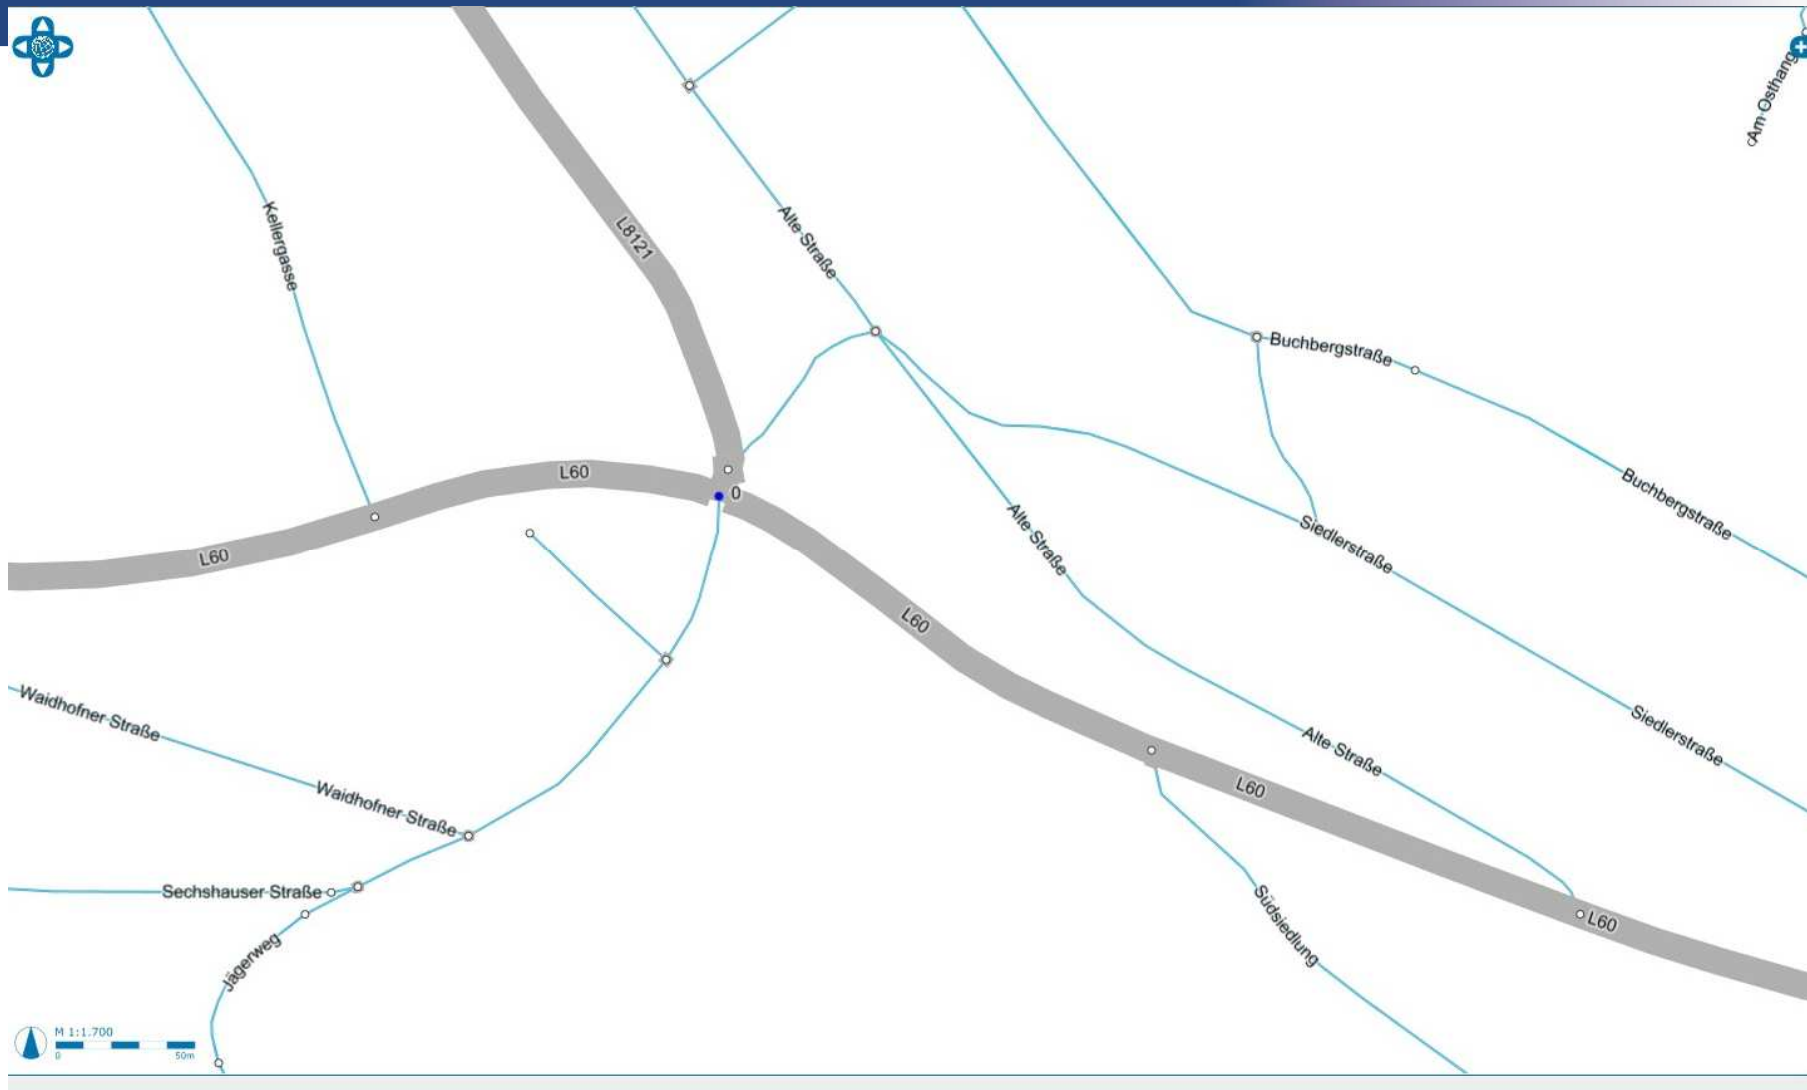 Am Osthang
Kellergasse
L8121
Alte Straße
Buchbergstraße
L60
0
Buchbergstraße
Alte Straße
Siedlerstraße
L60
L60
Waidhofner Straße
Siedlerstraße
Alte Straße
Waidhofner Straße
L60
Sechshauser Straße
Südsiedlung
L60
Jägerweg
M 1:1.700
0 50m